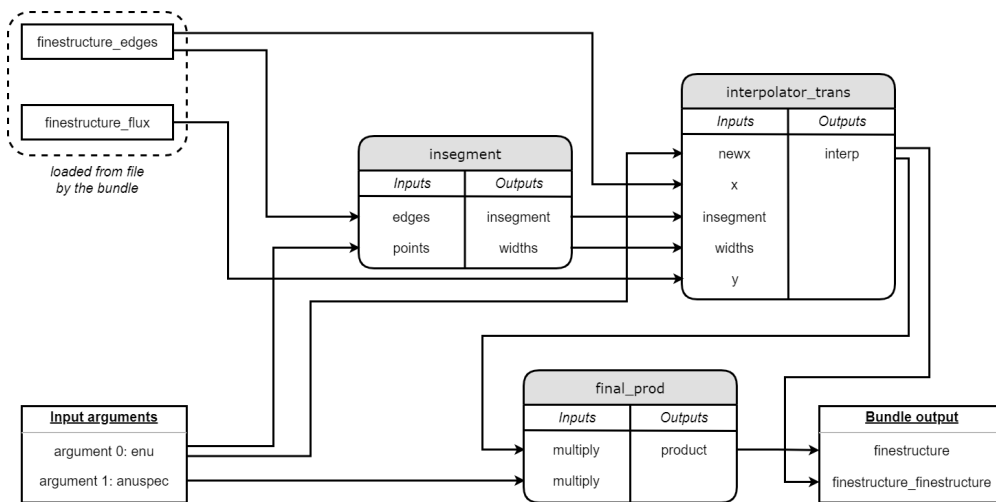 finestructure_edges
finestructure_flux
loaded from file
by the bundle
insegment
Inputs Outputs
edges insegment
points widths
interpolator_trans
Inputs Outputs
newx interp
x
insegment
widths
y
Input arguments
argument 0: enu
argument 1: anuspec
final_prod
Inputs Outputs
multiply product
multiply
Bundle output
finestructure
finestructure_finestructure